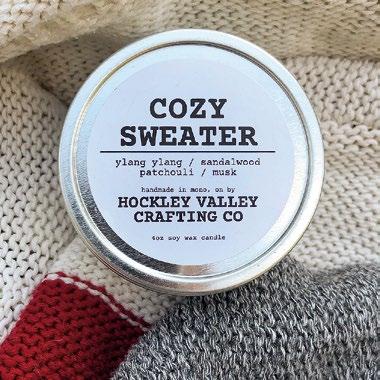 COZY
SWEATER
ylang ylang / sandalwood
patchouli / musk
handmade in mono, on by
HOCKLEY VALLEY
CRAFTING CO
4oz soy wax candle